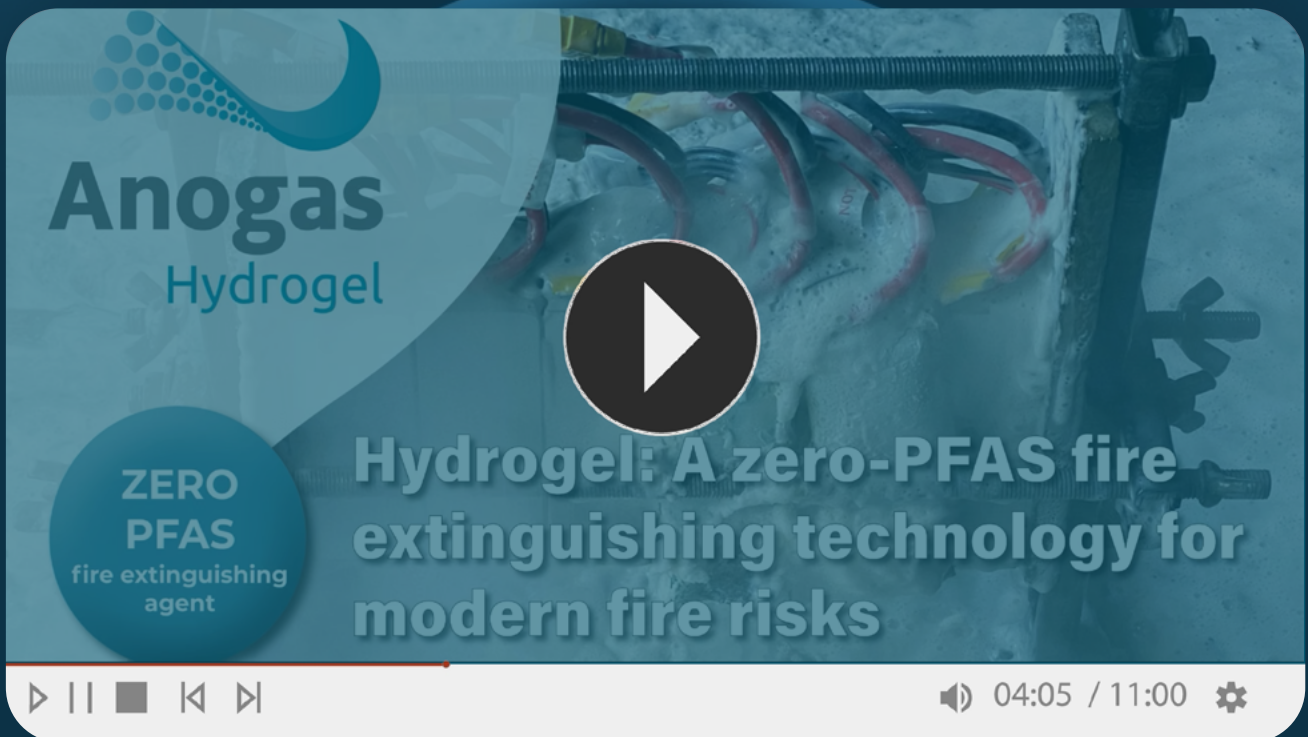 Anogas
Hydrogel
ZERO
PFAS
fire extinguishing
agent
Hydrogel: A zero-PFAS fire
extinguishing technology for
modern fire risks
04:05 / 11:00